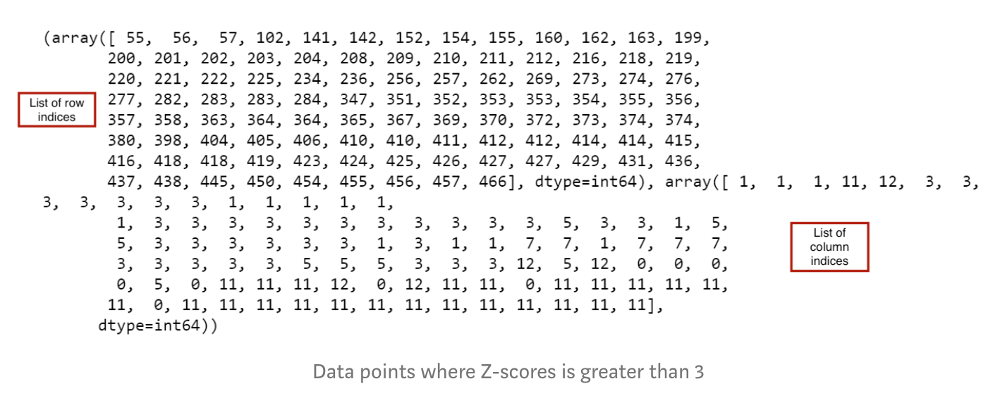 (array([ 55,  56,  57, 102, 141, 142, 152, 154, 155, 160, 162, 163, 199,
200, 201, 202, 203, 204, 208, 209, 210, 211, 212, 216, 218, 219,
220, 221, 222, 225, 234, 236, 256, 257, 262, 269, 273, 274, 276,
List of row
indices
277, 282, 283, 283, 284, 347, 351, 352, 353, 353, 354, 355, 356,
357, 358, 363, 364, 364, 365, 367, 369, 370, 372, 373, 374, 374,
380, 398, 404, 405, 406, 410, 410, 411, 412, 412, 414, 414, 415,
416, 418, 418, 419, 423, 424, 425, 426, 427, 427, 429, 431, 436,
437, 438, 445, 450, 454, 455, 456, 457, 466], dtype=int64), array([ 1,  1,  1, 11, 12,  3,  3,
3,  3,  3,  3,  3,  1,  1,  1,  1,  1,
1,  3,  3,  3,  3,  3,  3,  3,  3,  3,  3,  3,  5,  3,  3,  1,  5,
5,  3,  3,  3,  3,  3,  3,  1,  3,  1,  1,  7,  7,  1,  7,  7,  7,
3,  3,  3,  3,  3,  5,  5,  5,  3,  3,  3, 12,  5, 12,  0,  0,  0,
0,  5,  0, 11, 11, 11, 12,  0, 12, 11, 11,  0, 11, 11, 11, 11, 11,
11,  0, 11, 11, 11, 11, 11, 11, 11, 11, 11, 11, 11, 11, 11],
dtype=int64))
List of
column
indices
Data points where Z-scores is greater than 3